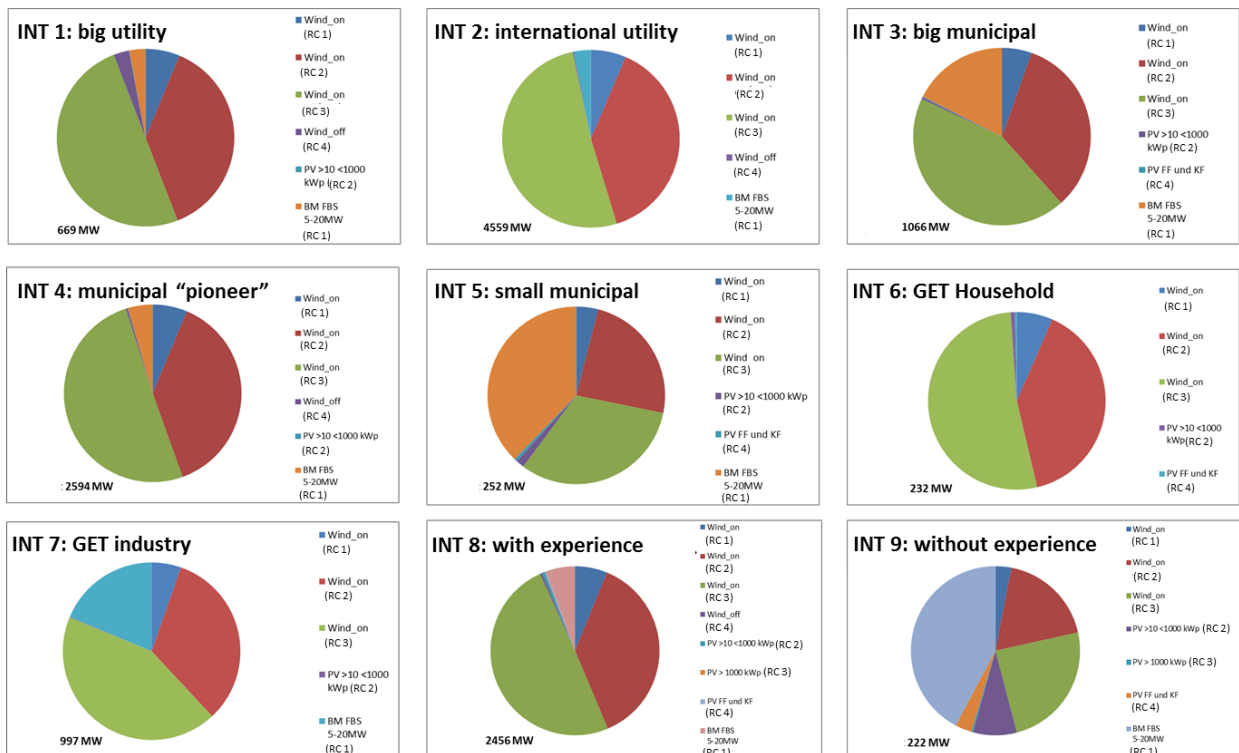 INT 1: big utility
Wind_on
(RC 1)
Wind_on
(RC 2)
Wind_on
(RC 3)
Wind_off
(RC 4)
PV >10 <1000
kWp ((RC 2)
BM FBS
5-20MW
(RC 1)
669 MW
INT 2: international utility
Wind_on
(RC 1)
Wind_on
(RC 2)
Wind_on
(RC 3)
Wind_off
(RC 4)
BM FBS
5-20MW
(RC 1)
4559 MW
INT 3: big municipal
Wind_on
(RC 1)
Wind_on
(RC 2)
Wind_on
(RC 3)
PV >10 <1000
kWp (RC 2)
PV FF und KF
(RC 4)
BM FBS
5-20MW
(RC 1)
1066 MW
INT 4: municipal “pioneer”
Wind_on
(RC 1)
Wind_on
(RC 2)
Wind_on
(RC 3)
Wind_off
(RC 4)
PV >10 <1000 kWp
(RC 2)
BM FBS
5-20MW
(RC 1)
: 2594 MW
INT 5: small municipal
Wind_on
(RC 1)
Wind_on
(RC 2)
Wind_on
(RC 3)
PV >10 <1000 kWp
(RC 2)
PV FF und KF
(RC 4)
BM FBS
5-20MW
(RC 1)
: 252 MW
INT 6: GET Household
Wind_on
(RC 1)
Wind_on
(RC 2)
Wind_on
(RC 3)
PV >10 <1000
kWp(RC 2)
PV FF und KF
(RC 4)
232 MW
INT 7: GET industry
Wind_on
(RC 1)
Wind_on
(RC 2)
Wind_on
(RC 3)
PV >10 <1000
kWp (RC 2)
BM FBS
5-20MW
(RC 1)
997 MW
INT 8: with experience
Wind_on
(RC 1)
Wind_on
(RC 2)
Wind_on
(RC 3)
Wind_off
(RC 4)
PV >10 <1000 kWp (RC 2)
PV > 1000 kWp (RC 3)
PV FF und KF
(RC 4)
BM FBS
5-20MW
(RC 1)
2456 MW
INT 9: without experience
Wind_on
(RC 1)
Wind_on
(RC 2)
Wind_on
(RC 3)
PV >10 <1000 kWp (RC 2)
PV > 1000 kWp (RC 3)
PV FF und KF
(RC 4)
BM FBS
5-20MW
(RC 1)
: 222 MW